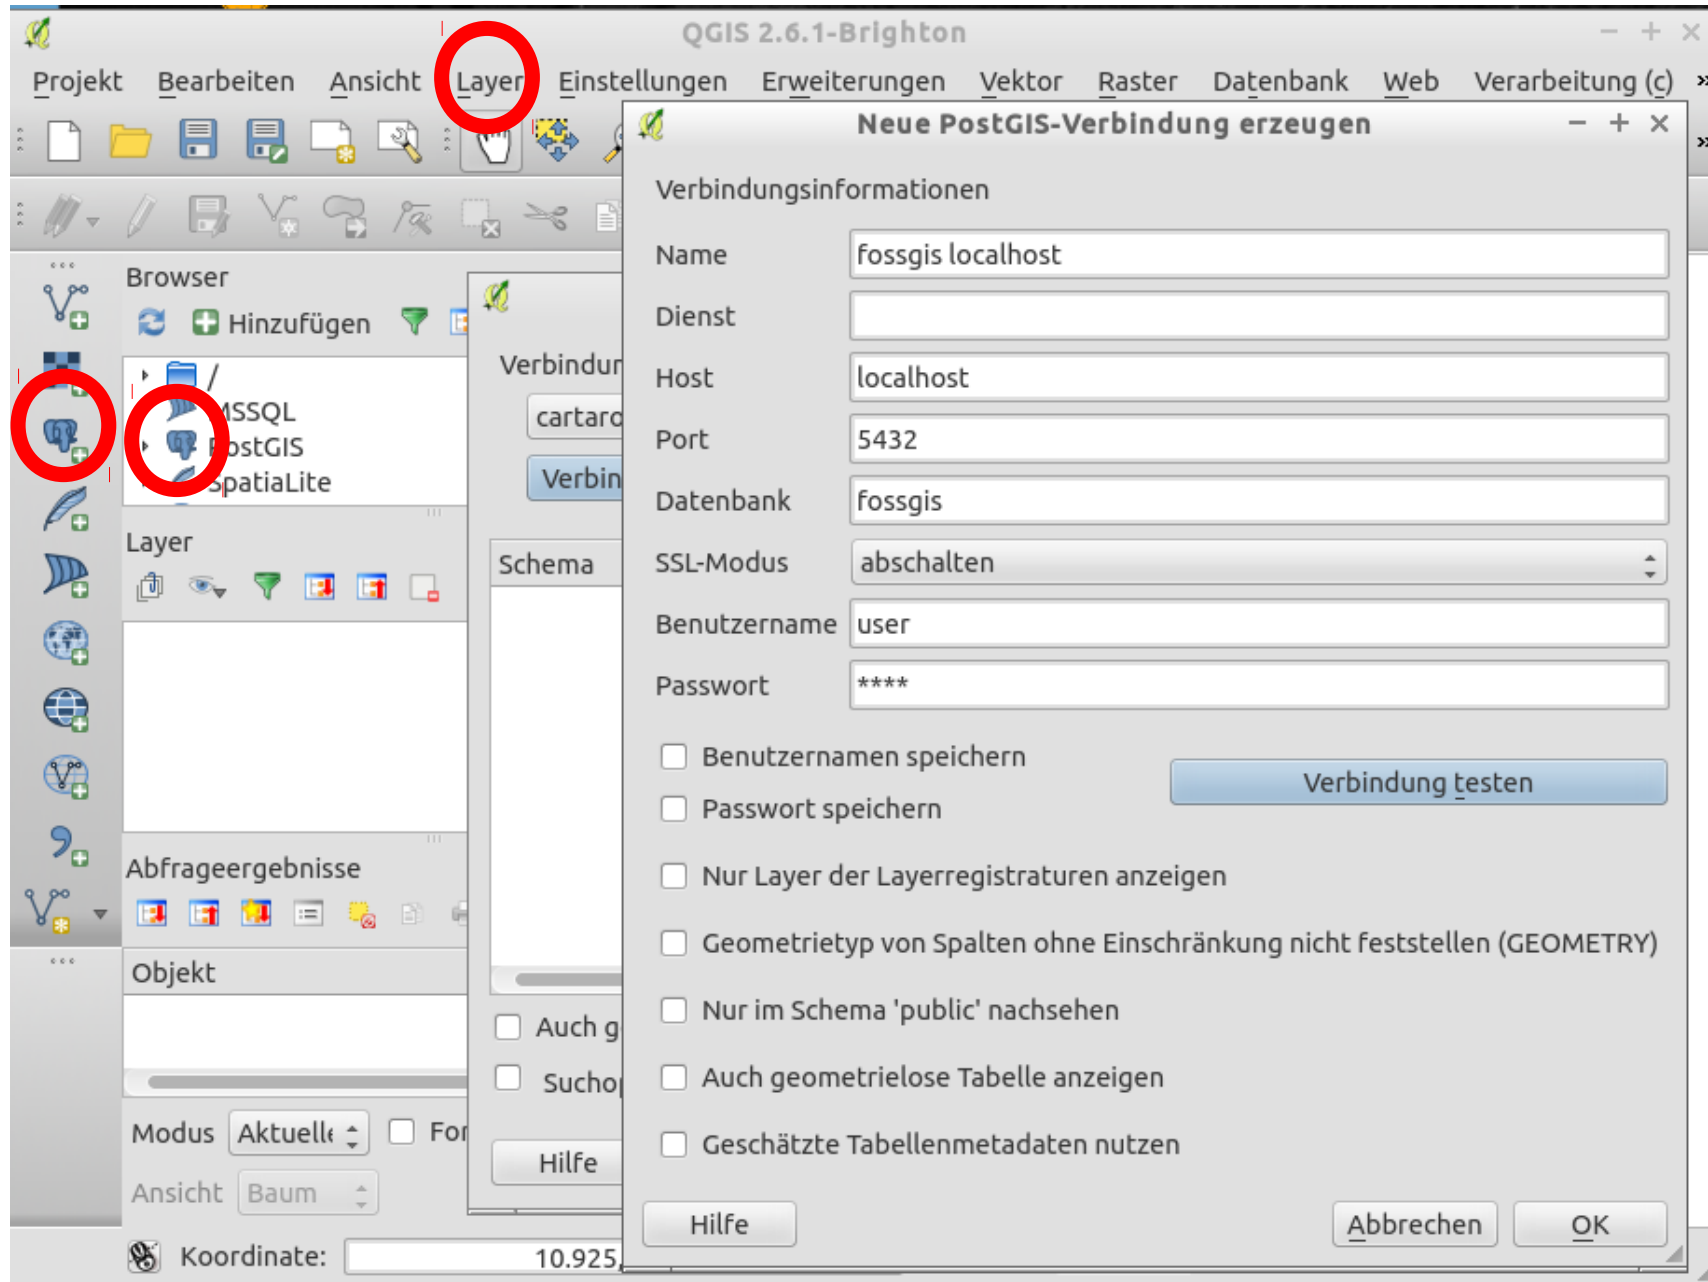 QGIS 2.6.1-Brighton
Projekt Bearbeiten Ansicht Layer Einstellungen Erweiterungen Vektor Raster Datenbank Web Verarbeitung (c) »
Neue PostGIS-Verbindung erzeugen
Verbindungsinformationen
Name fossgis localhost
Dienst
Host localhost
Port 5432
Datenbank fossgis
SSL-Modus abschalten
Benutzername user
Passwort ****
Benutzernamen speichern
Verbindung testen
Passwort speichern
Nur Layer der Layerregistraturen anzeigen
Geometrietyp von Spalten ohne Einschränkung nicht feststellen (GEOMETRY)
Nur im Schema 'public' nachsehen
Auch geometrielose Tabelle anzeigen
Geschätzte Tabellenmetadaten nutzen
Hilfe Abbrechen OK
Browser
Hinzufügen
/
MSSQL
PostGIS
SpatiaLite
Layer
Abfrageergebnisse
Objekt
Modus
Ansicht Baum
Koordinate: 10.925,
Schema
Auch
Hilfe